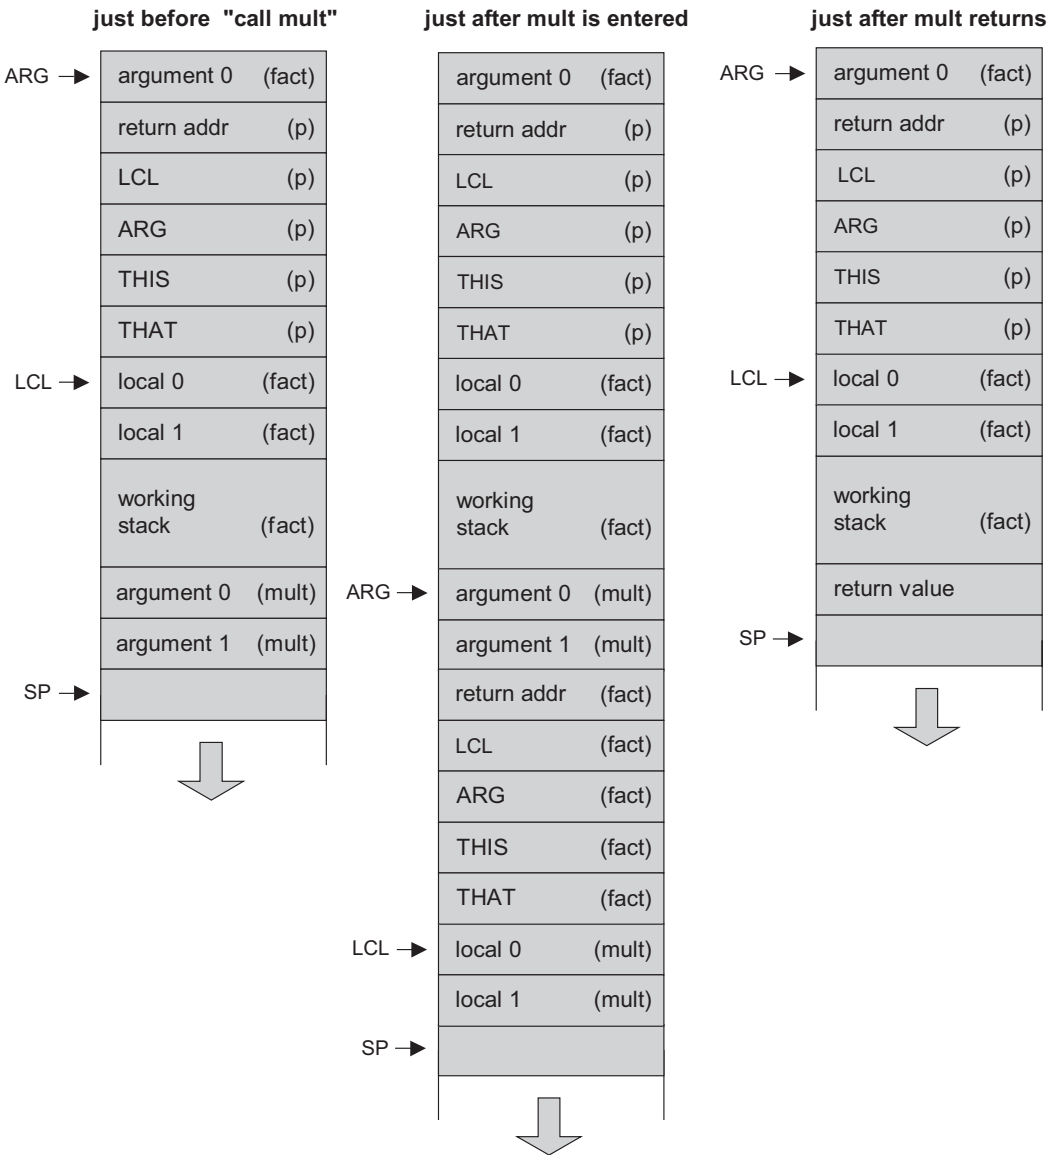 just before "call mult"
ARG argument 0 (fact)
return addr (p)
LCL (p)
ARG (p)
THIS (p)
THAT (p)
LCL local 0 (fact)
local 1 (fact)
working
stack (fact)
argument 0 (mult)
argument 1 (mult)
SP
just after mult is entered
argument 0 (fact)
return addr (p)
LCL (p)
ARG (p)
THIS (p)
THAT (p)
local 0 (fact)
local 1 (fact)
working
stack (fact)
ARG argument 0 (mult)
argument 1 (mult)
return addr (fact)
LCL (fact)
ARG (fact)
THIS (fact)
THAT (fact)
LCL local 0 (mult)
local 1 (mult)
SP
just after mult returns
ARG argument 0 (fact)
return addr (p)
LCL (p)
ARG (p)
THIS (p)
THAT (p)
LCL local 0 (fact)
local 1 (fact)
working
stack (fact)
return value
SP